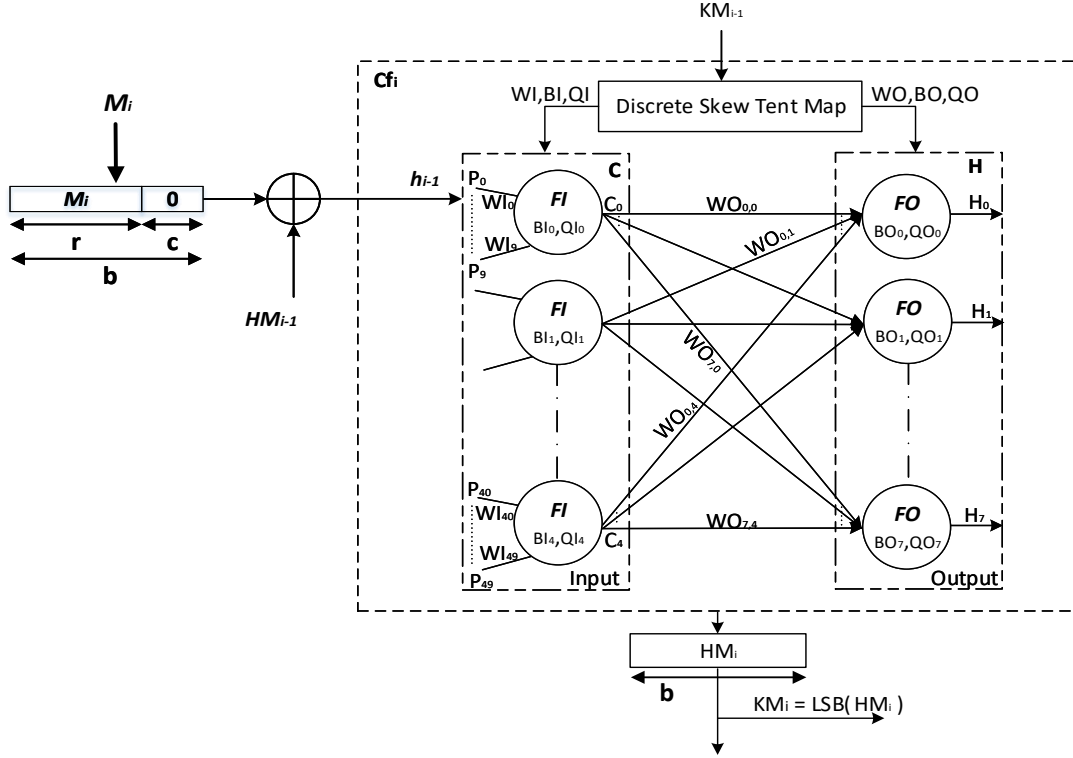 KMi-1
Cfi
WI,BI,QI
Discrete Skew Tent Map
WO,BO,QO
Mi
Mi
0
r
c
b
HMi-1
hi-1
C
H
P0
WI0
WI9
P9
FI
BI0,QI0
C0
WO0,0
WO0,1
FO
BO0,QO0
H0
FI
BI1,QI1
WO7,0
WO0,4
FO
BO1,QO1
H1
P40
WI40
WI49
P49
FI
BI4,QI4
C4
WO7,4
FO
BO7,QO7
H7
Input
Output
HMi
b
KMi = LSB( HMi )